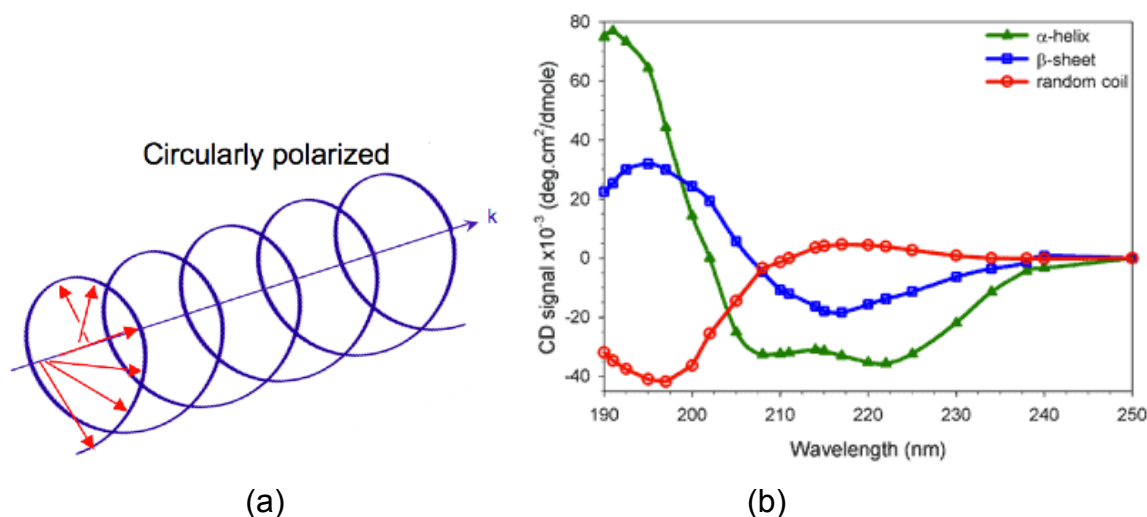 Circularly polarized
k
(a)
α-helix
β-sheet
random coil
CD signal x10⁻³ (deg.cm²/dmole)
80
60
40
20
0
-20
-40
190 200 210 220 230 240 250
Wavelength (nm)
(b)